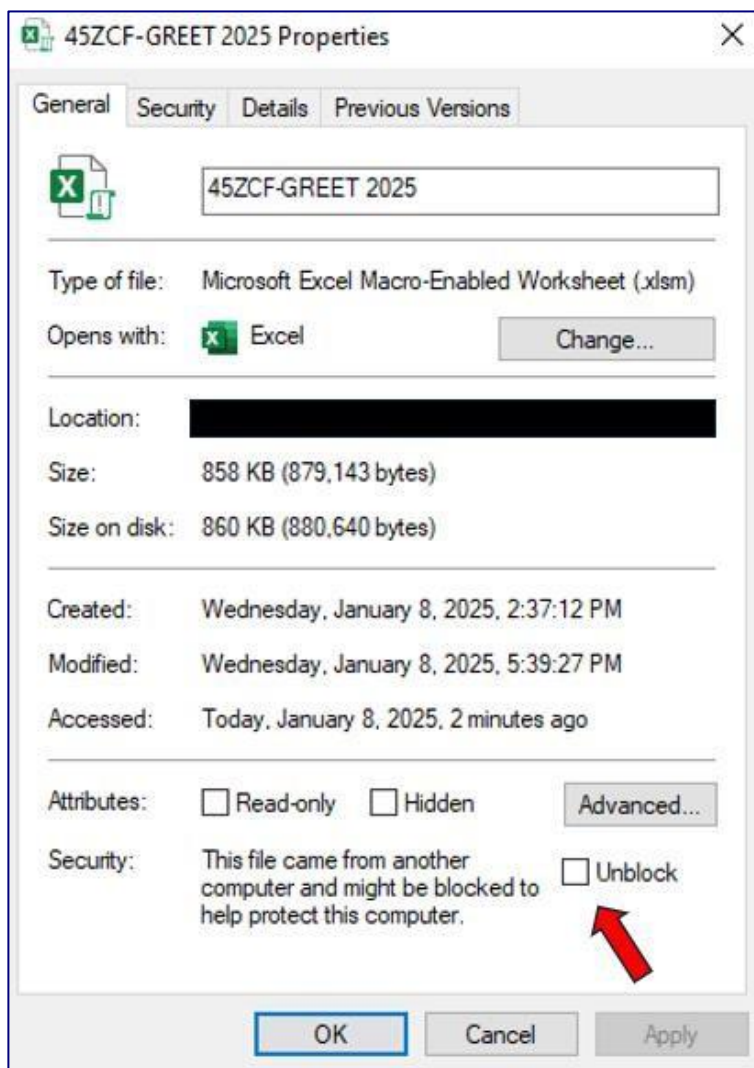 45ZCF-GREET 2025 Properties
General Security Details Previous Versions
45ZCF-GREET 2025
Type of file: Microsoft Excel Macro-Enabled Worksheet (.xlsm)
Opens with: Excel Change...
Location:
Size: 858 KB (879,143 bytes)
Size on disk: 860 KB (880,640 bytes)
Created: Wednesday, January 8, 2025, 2:37:12 PM
Modified: Wednesday, January 8, 2025, 5:39:27 PM
Accessed: Today, January 8, 2025, 2 minutes ago
Attributes: Read-only Hidden Advanced...
Security: This file came from another
computer and might be blocked to
help protect this computer.
Unblock
OK Cancel Apply